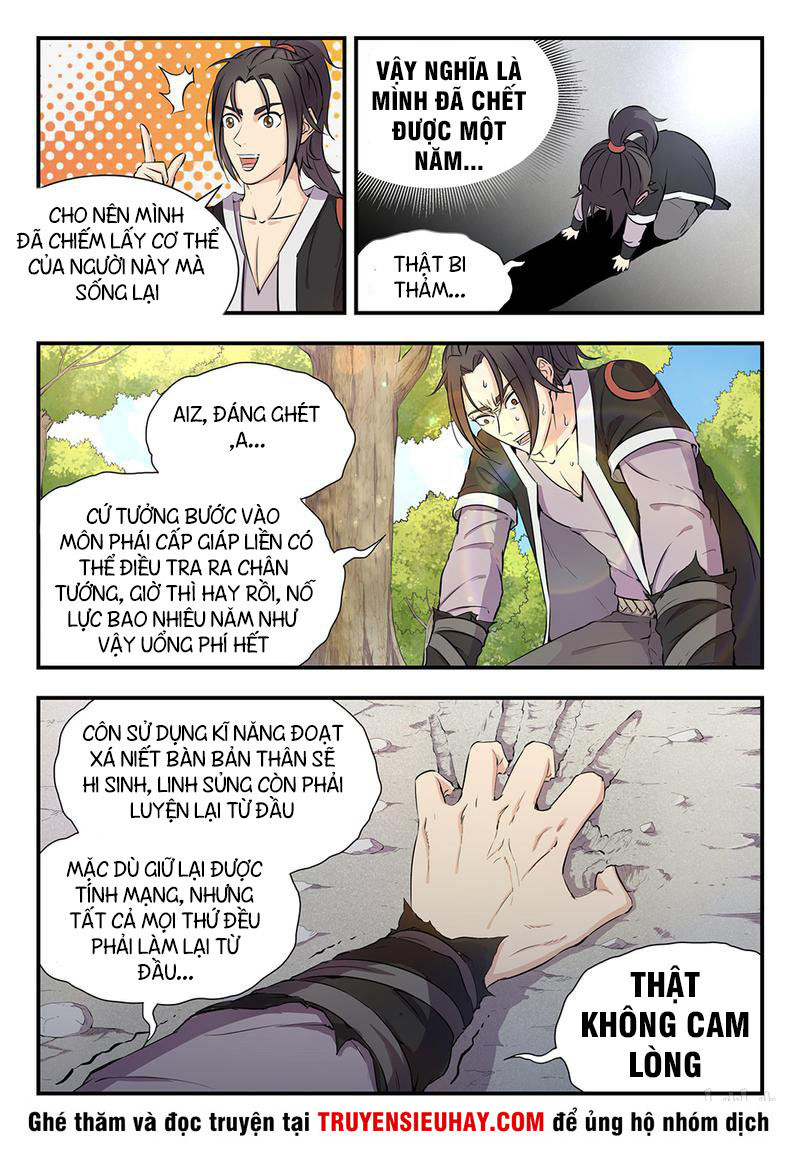 CHO NÊN MÌNH
ĐÃ CHIẾM LẤY CƠ THỂ
CỦA NGƯỜI NÀY MÀ
SỐNG LẠI
VẬY NGHĨA LÀ
MÌNH ĐÃ CHẾT
ĐƯỢC MỘT
NĂM...
THẬT BI
THẢM...
AIZ, ĐÁNG GHÉT
,A...
CỨ TƯỞNG BƯỚC VÀO
MÔN PHÁI CẤP GIÁP LIỀN CÓ
THỂ ĐIỀU TRA RA CHÂN
TƯỚNG, GIỜ THÌ HAY RỒI, NỖ
LỰC BAO NHIÊU NĂM NHƯ
VẬY UỔNG PHÍ HẾT
CÔN SỬ DỤNG KĨ NĂNG ĐOẠT
XÁ NIẾT BÀN BẢN THÂN SẼ
HI SINH, LINH SỦNG CÒN PHẢI
LUYỆN LẠI TỪ ĐẦU
MẶC DÙ GIỮ LẠI ĐƯỢC
TÍNH MẠNG, NHƯNG
TẤT CẢ MỌI THỨ ĐỀU
PHẢI LÀM LẠI TỪ
ĐẦU...
THẬT
KHÔNG CAM
LÒNG
Ghé thăm và đọc truyện tại TRUYENSIEUHAY.COM để ủng hộ nhóm dịch